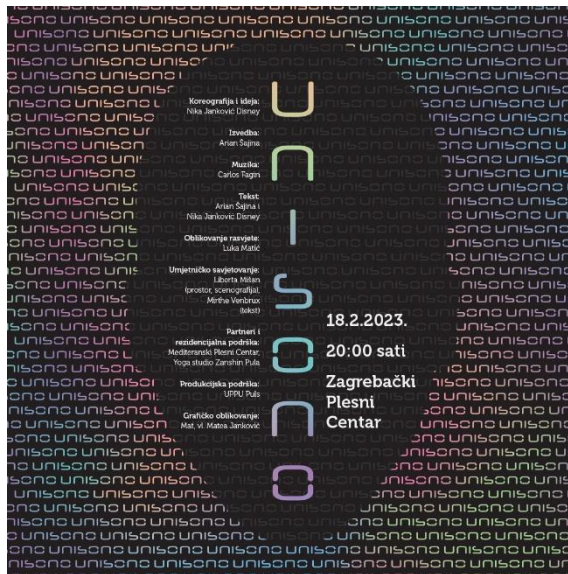 unisono
Koreografija i ideja:
Nika Janković Disney
Izvedba:
Arian Šajina
Muzika:
Carlos Fagin
Tekst:
Arian Šajina i
Nika Janković Disney
Oblikovanje rasvjete:
Luka Matić
Umjetničko savjetovanje:
Liberta Mišan
(prostor, scenografija),
Mirthe Venbrux
(tekst)
Partneri i
rezidencijalna podrška:
Mediteranski Plesni Centar,
Yoga studio Zanshin Pula
Produkcijska podrška:
UPPU Puls
Grafičko oblikovanje:
Mat, vl. Matea Janković
18.2.2023.
20:00 sati
Zagrebački
Plesni
Centar